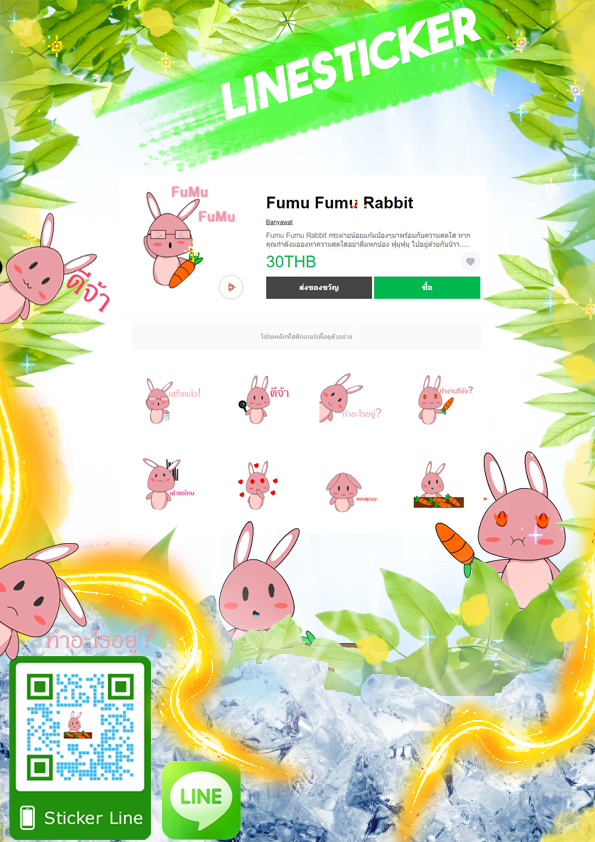 LINESTICKER
FuMu
FuMu
Fumu Fumu Rabbit
Banyawat
Fumu Fumu Rabbit กระต่ายน้อยแก้มป่องๆมาพร้อมกับความสดใส หาก
คุณกำลังมองหาความสดใสอย่าลืมพกน้อง ฟุมุฟุมุ ไปอยู่ด้วยกันน้าา.....
30THB
ส่งของขวัญ
ซื้อ
ดีจ้า
โปรดคลิกที่สติกเกอร์เพื่อดูตัวอย่าง
เสร็จแล้ว!
ดีจ้า
ทำอะไรอยู่?
ทำงานรึยัง?
เค้าขอโทษ
ขอบคุณนะ
ทำอะไรอยู่?
Sticker Line
LINE